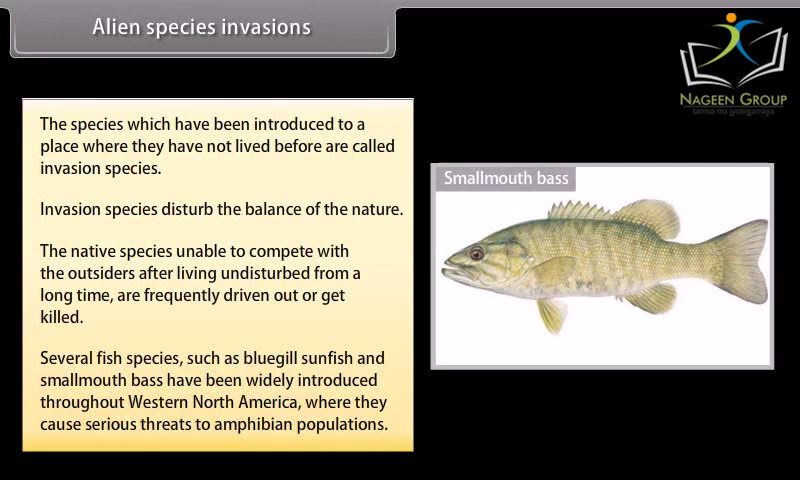 Alien species invasions
NAGEEN GROUP
tamso ma jyotirgamaya
The species which have been introduced to a
place where they have not lived before are called
invasion species.
Invasion species disturb the balance of the nature.
The native species unable to compete with
the outsiders after living undisturbed from a
long time, are frequently driven out or get
killed.
Several fish species, such as bluegill sunfish and
smallmouth bass have been widely introduced
throughout Western North America, where they
cause serious threats to amphibian populations.
Smallmouth bass